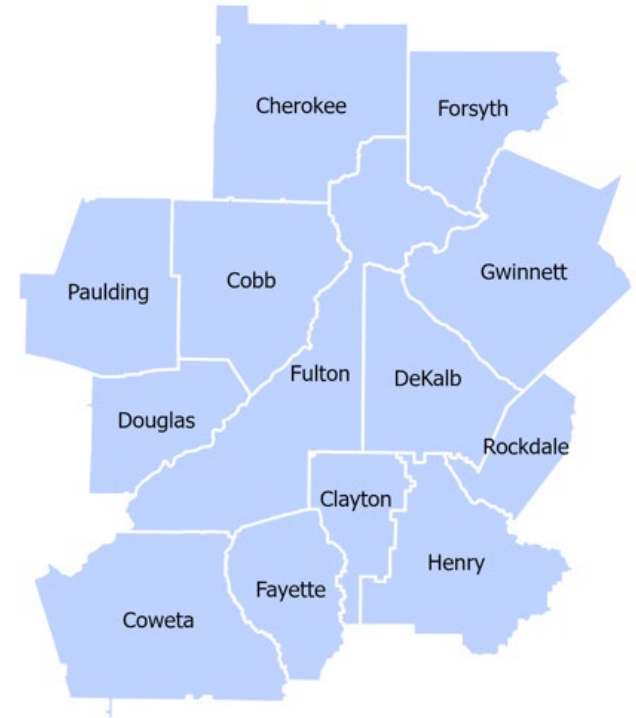 Cherokee
Forsyth
Gwinnett
Paulding
Cobb
Fulton
DeKalb
Douglas
Rockdale
Clayton
Henry
Fayette
Coweta